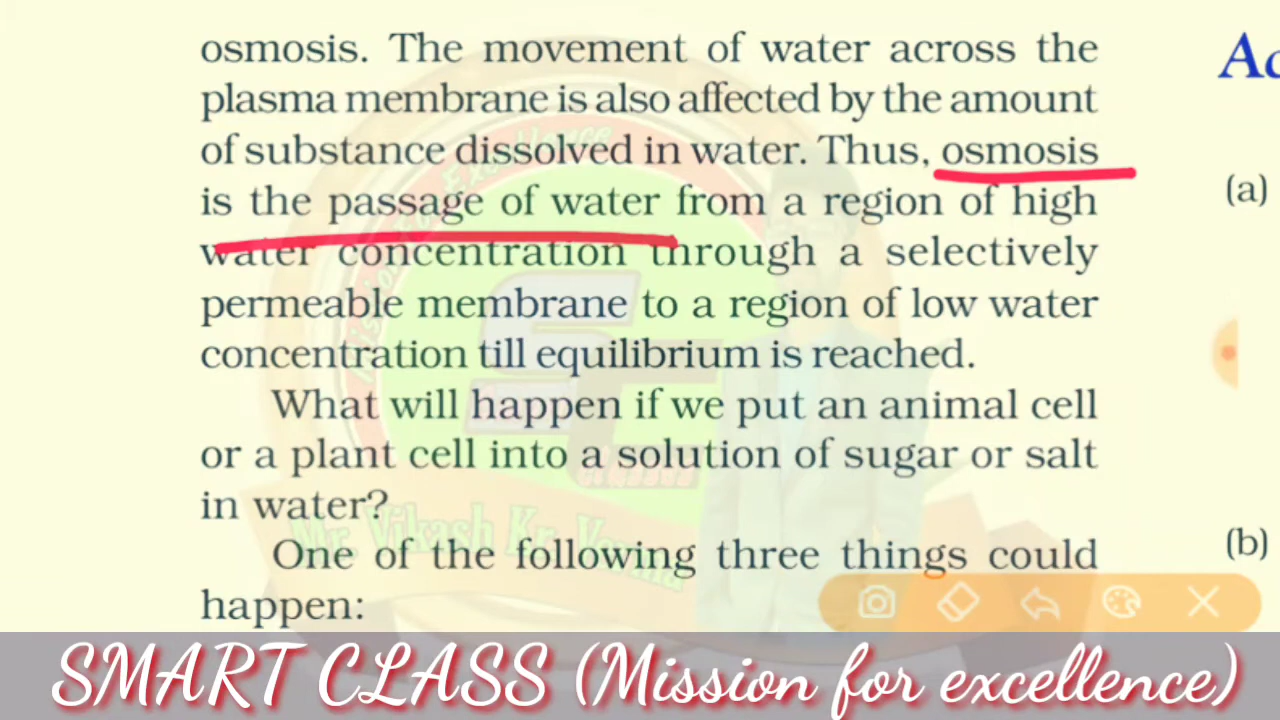 osmosis. The movement of water across the
plasma membrane is also affected by the amount
of substance dissolved in water. Thus, osmosis
is the passage of water from a region of high
water concentration through a selectively
permeable membrane to a region of low water
concentration till equilibrium is reached.
What will happen if we put an animal cell
or a plant cell into a solution of sugar or salt
in water?
One of the following three things could
happen:
(a)
(b)
Mr. Vikash Kr. Verma
SMART CLASS (Mission for excellence)